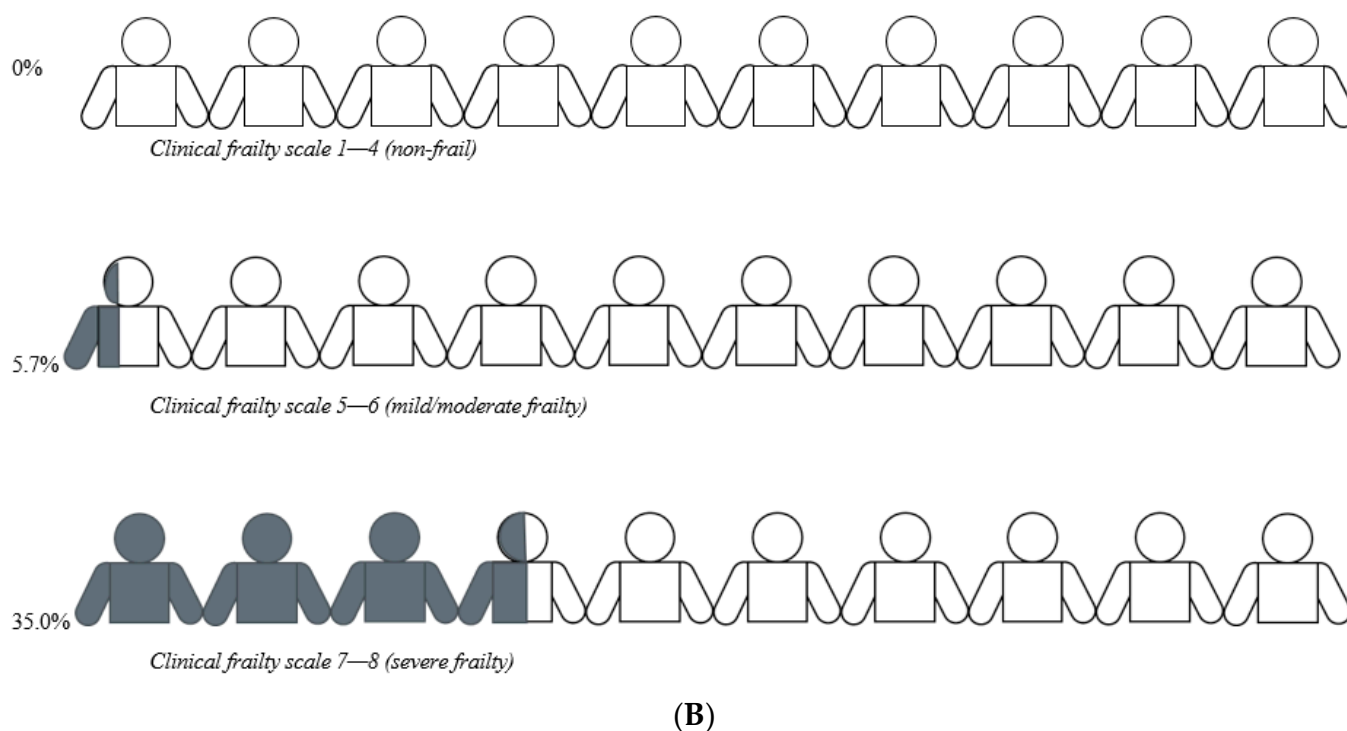 0%
Clinical frailty scale 1—4 (non-frail)
5.7%
Clinical frailty scale 5—6 (mild/moderate frailty)
35.0%
Clinical frailty scale 7—8 (severe frailty)
(B)